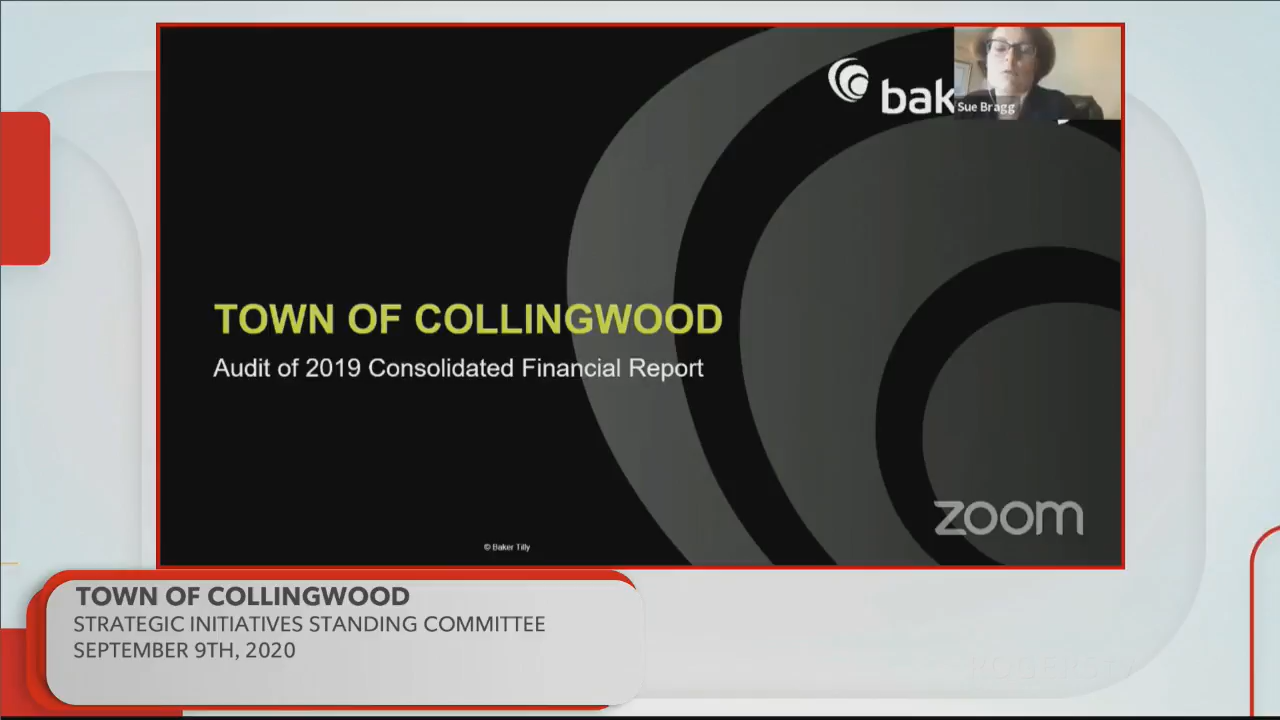 bak
Sue Bragg
TOWN OF COLLINGWOOD
Audit of 2019 Consolidated Financial Report
zoom
© Baker Tilly
TOWN OF COLLINGWOOD
STRATEGIC INITIATIVES STANDING COMMITTEE
SEPTEMBER 9TH, 2020